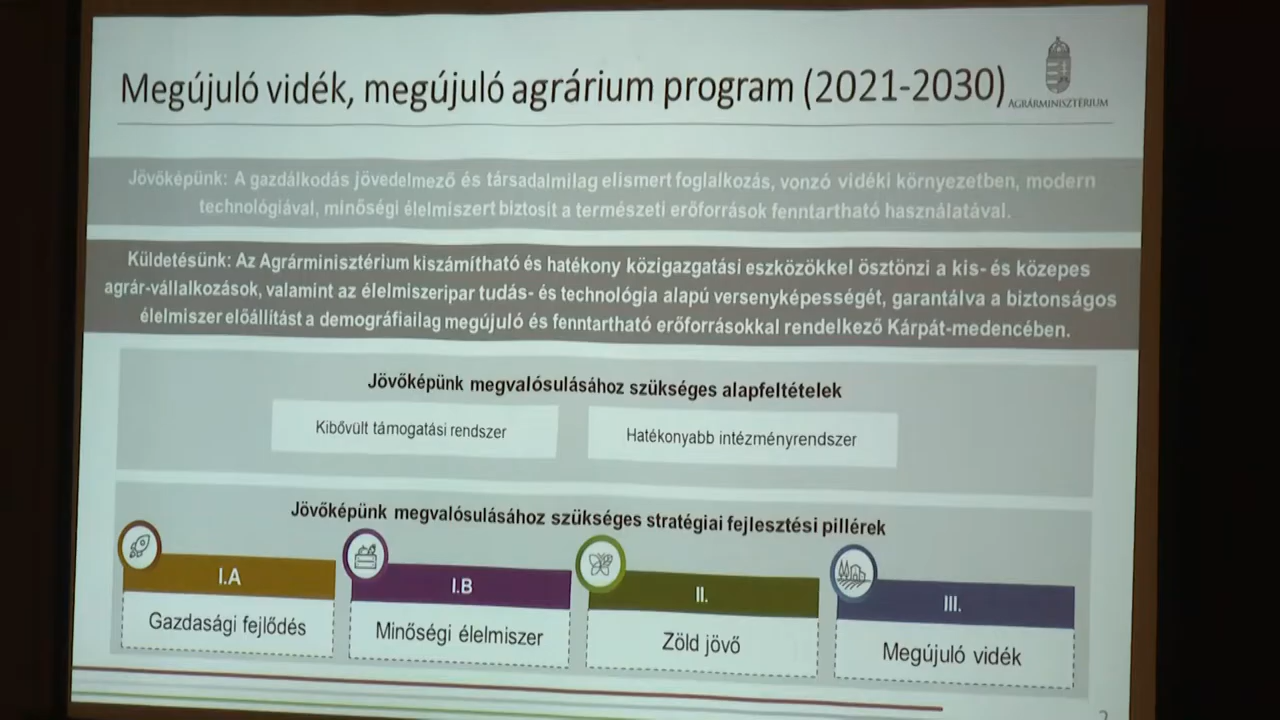 Megújuló vidék, megújuló agrárium program (2021-2030)
AGRÁRMINISZTÉRIUM
Jövőképünk: A gazdálkodás jövedelmező és társadalmilag elismert foglalkozás, vonzó vidéki környezetben, modern
technológiával, minőségi élelmiszert biztosit a természeti erőforrások fenntartható használatával.
Küldetésünk: Az Agrárminisztérium kiszámítható és hatékony közigazgatási eszközökkel ösztönzi a kis- és közepes
agrár-vállalkozások, valamint az élelmiszeripar tudás- és technológia alapú versenyképességét, garantálva a biztonságos
élelmiszer előállítást a demográfiailag megújuló és fenntartható erőforrásokkal rendelkező Kárpát-medencében.
Jövőképünk megvalósulásához szükséges alapfeltételek
Kibővült támogatási rendszer
Hatékonyabb intézményrendszer
Jövőképünk megvalósulásához szükséges stratégiai fejlesztési pillérek
I.A
Gazdasági fejlődés
I.B
Minőségi élelmiszer
II.
Zöld jövő
III.
Megújuló vidék